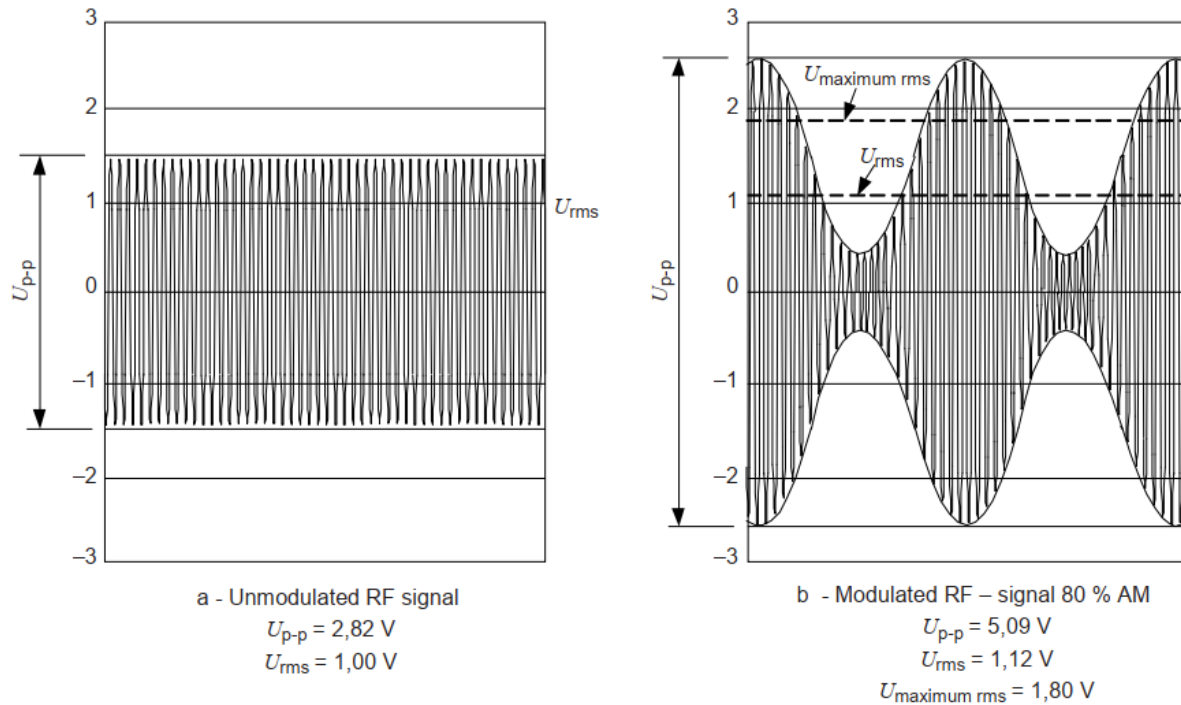 3
2
1
0
–1
–2
–3
Up-p
Urms
a - Unmodulated RF signal
Up-p = 2,82 V
Urms = 1,00 V
3
2
1
0
–1
–2
–3
Up-p
Umaximum rms
Urms
b - Modulated RF – signal 80 % AM
Up-p = 5,09 V
Urms = 1,12 V
Umaximum rms = 1,80 V